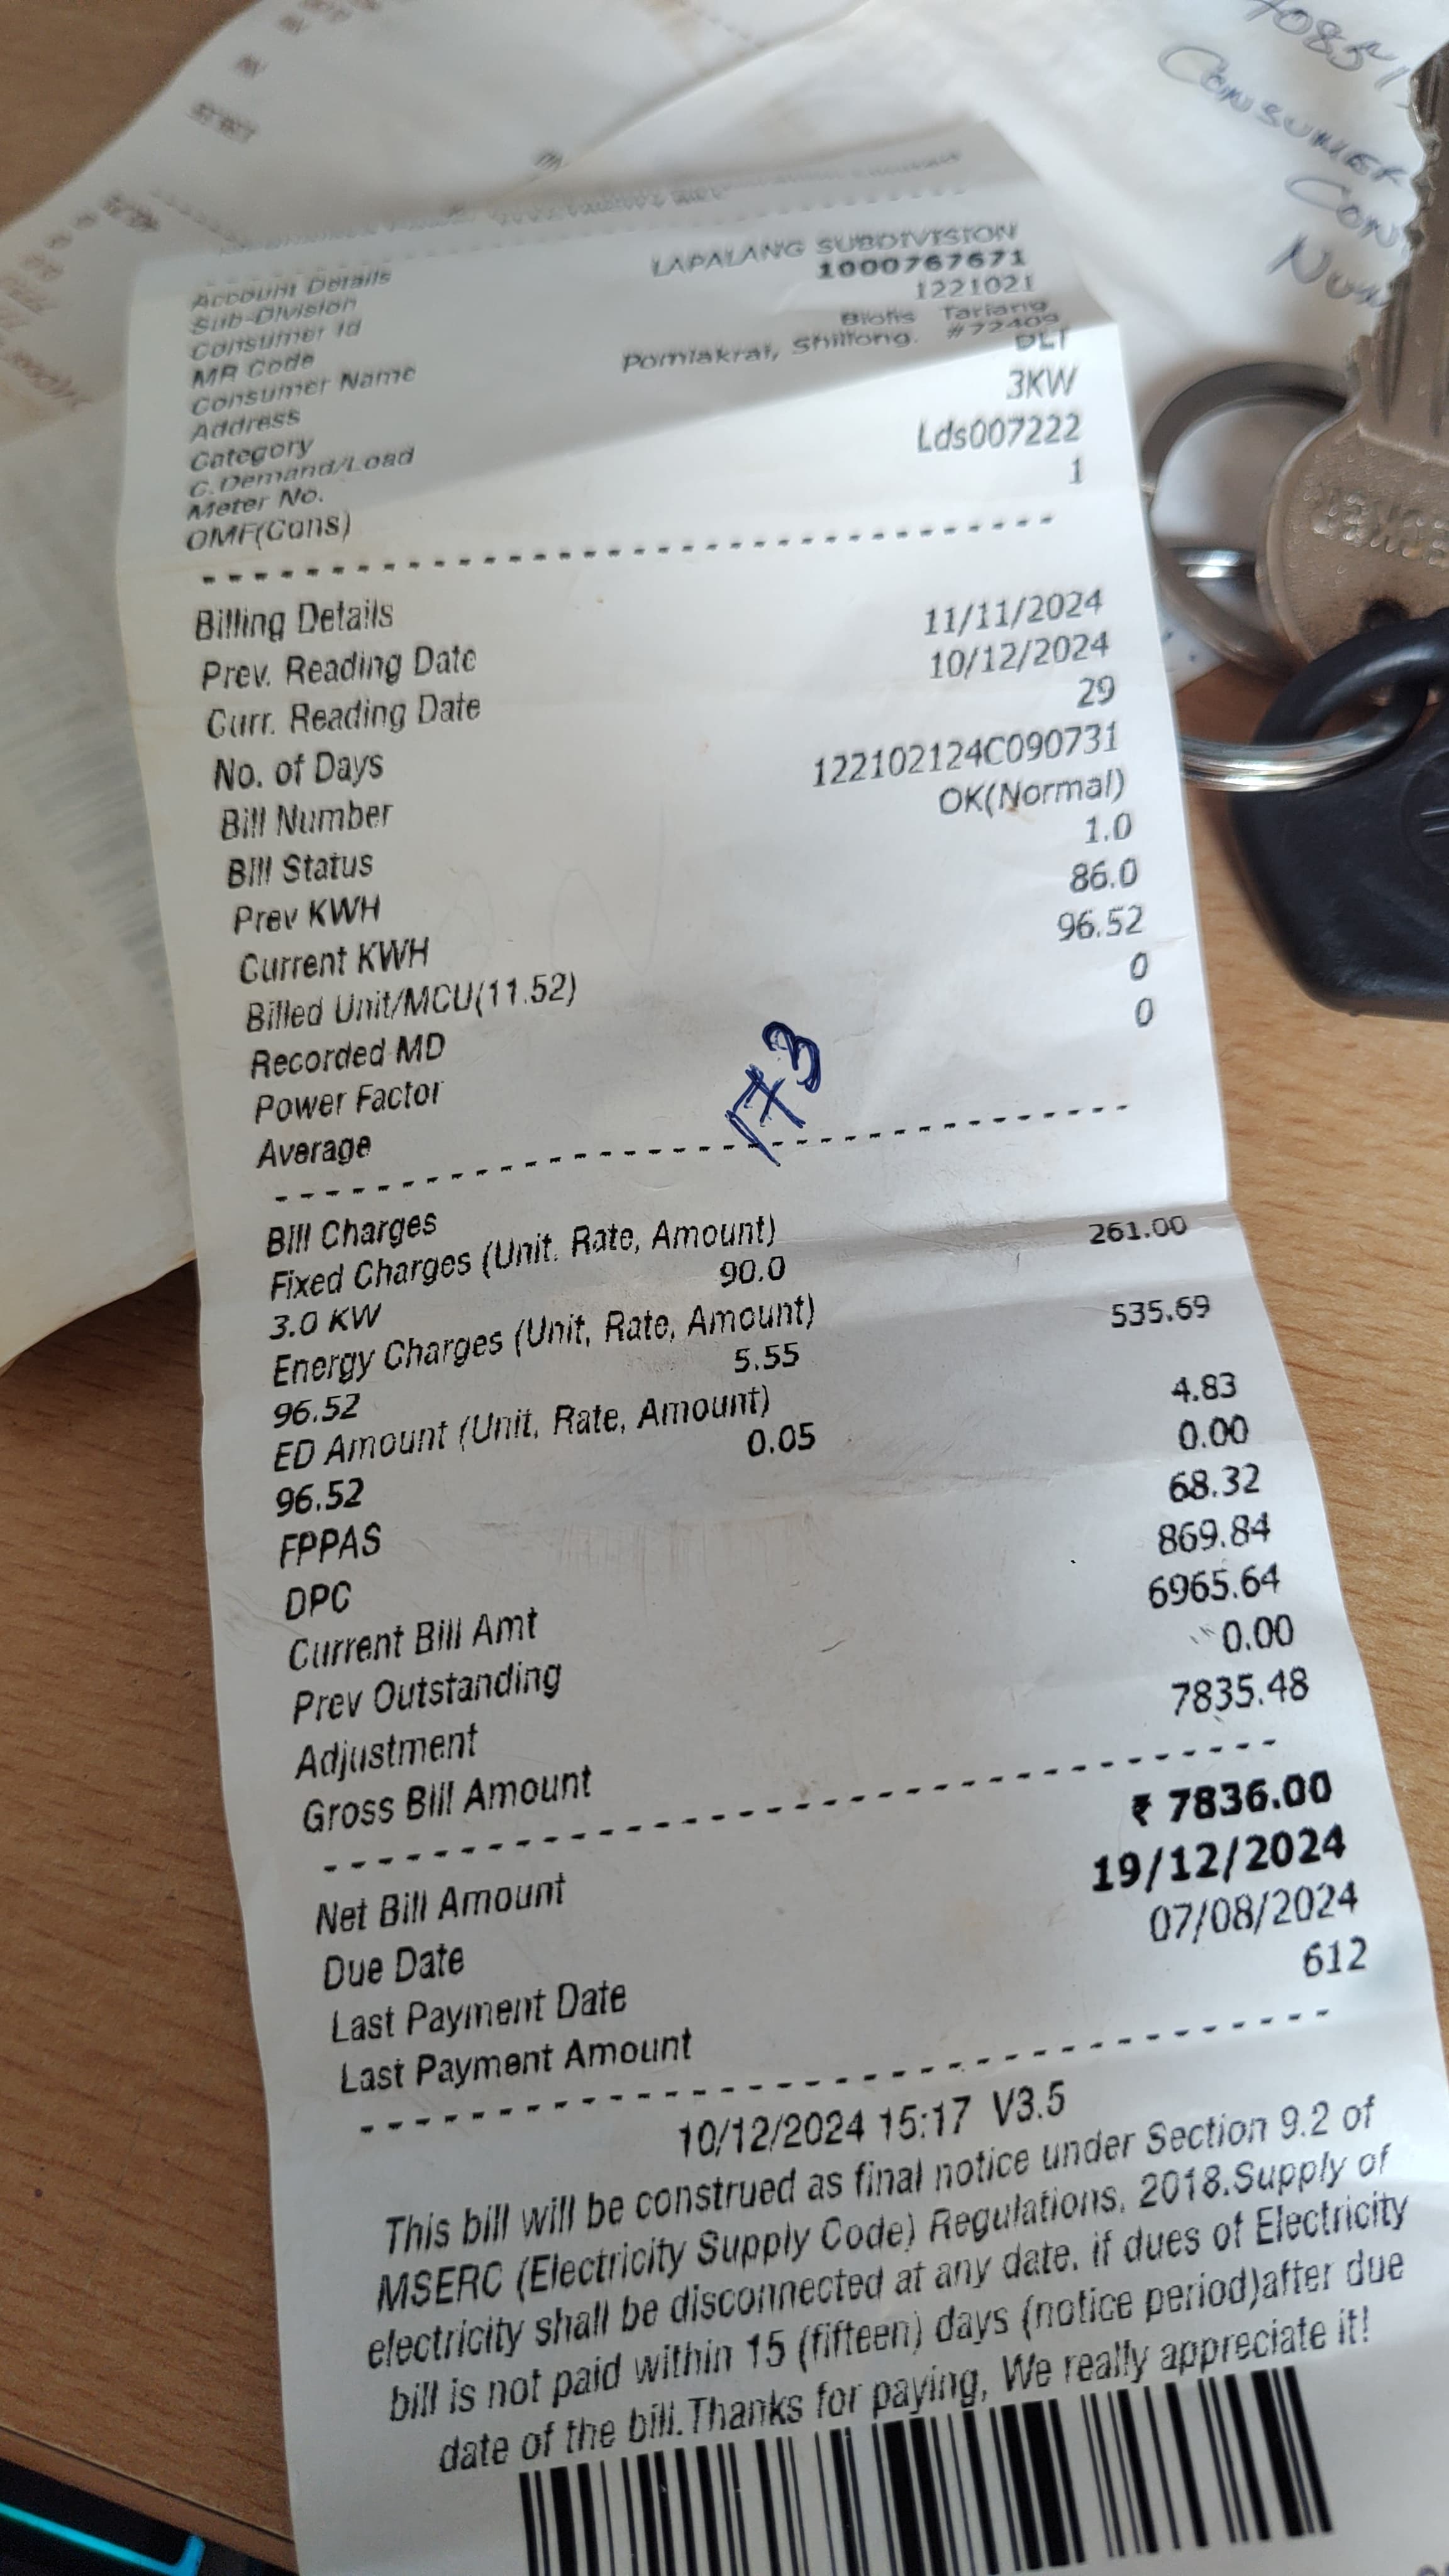 4085
CONSUMER
CON
Account Details
Sub-Division LAPALANG SUBDIVISION
Consumer Id 1000767671
MR Code 1221021
Consumer Name Tariang
Address Pomlakrai, Shillong. #72409
Category DLT
C.Demand/Load 3KW
Meter No. Lds007222
OMF(Cons) 1
Billing Details
Prev. Reading Date 11/11/2024
Curr. Reading Date 10/12/2024
No. of Days 29
Bill Number 122102124C090731
Bill Status OK(Normal)
Prev KWH 1.0
Current KWH 86.0
Billed Unit/MCU(11.52) 96.52
Recorded MD 0
Power Factor 0
Average
173
Bill Charges
Fixed Charges (Unit, Rate, Amount)
3.0 KW 90.0 261.00
Energy Charges (Unit, Rate, Amount)
96.52 5.55 535.69
ED Amount (Unit, Rate, Amount)
96.52 0.05 4.83
FPPAS 0.00
DPC 68.32
Current Bill Amt 869.84
Prev Outstanding 6965.64
Adjustment 0.00
Gross Bill Amount 7835.48
Net Bill Amount ₹ 7836.00
Due Date 19/12/2024
Last Payment Date 07/08/2024
Last Payment Amount 612
10/12/2024 15:17 V3.5
This bill will be construed as final notice under Section 9.2 of
MSERC (Electricity Supply Code) Regulations, 2018.Supply of
electricity shall be disconnected at any date, if dues of Electricity
bill is not paid within 15 (fifteen) days (notice period)after due
date of the bill.Thanks for paying, We really appreciate it!